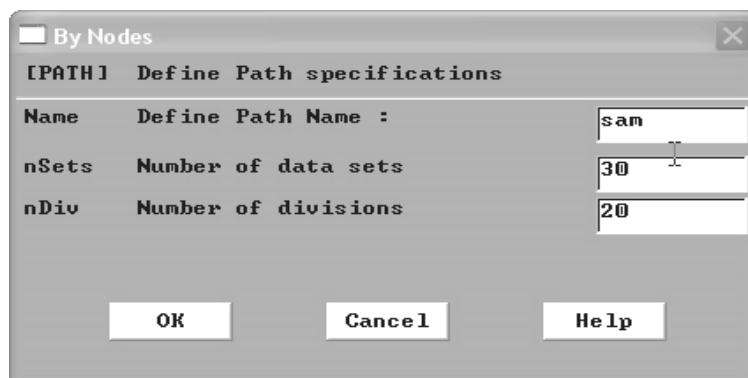 By Nodes
[PATH] Define Path specifications
Name Define Path Name : sam
nSets Number of data sets 30
nDiv Number of divisions 20
OK Cancel Help